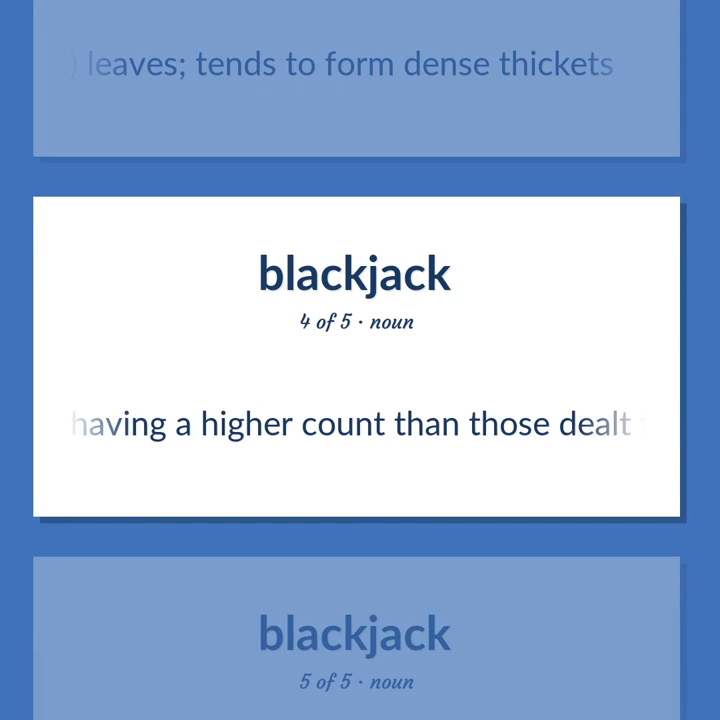 ) leaves; tends to form dense thickets
blackjack
4 of 5 · noun
having a higher count than those dealt
blackjack
5 of 5 · noun